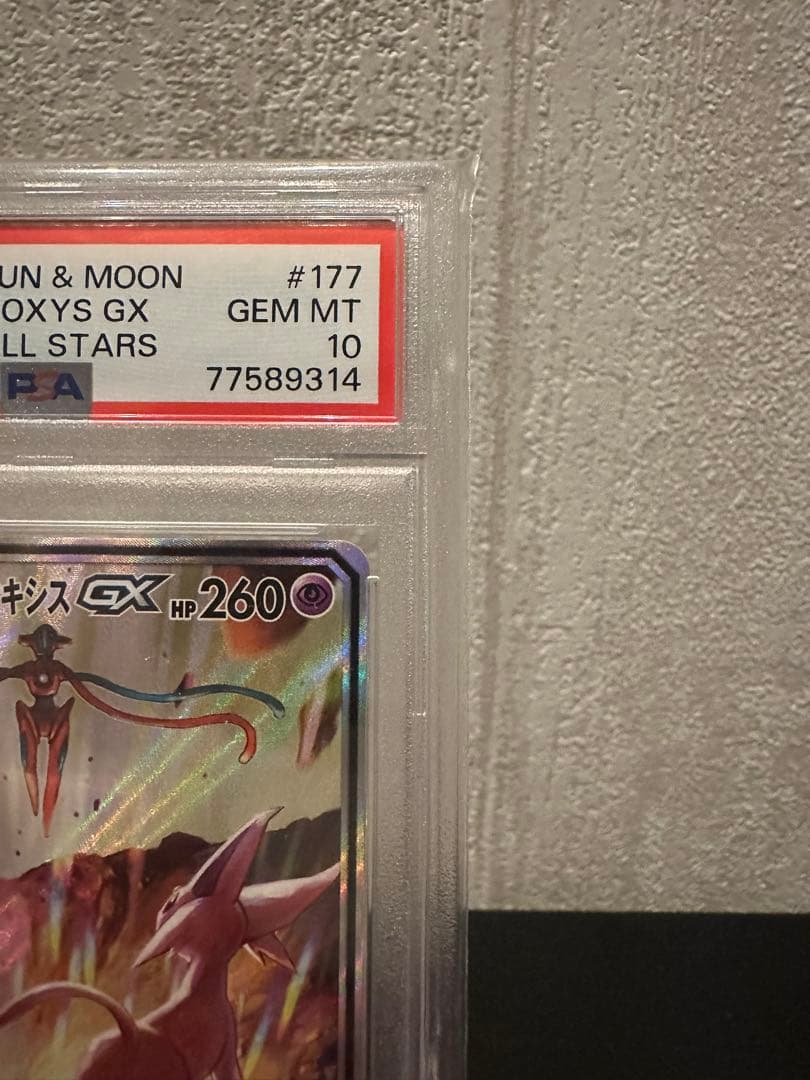 UN & MOON #177
OXYS GX GEM MT
LL STARS 10
PSA 77589314
キシス GX HP 260